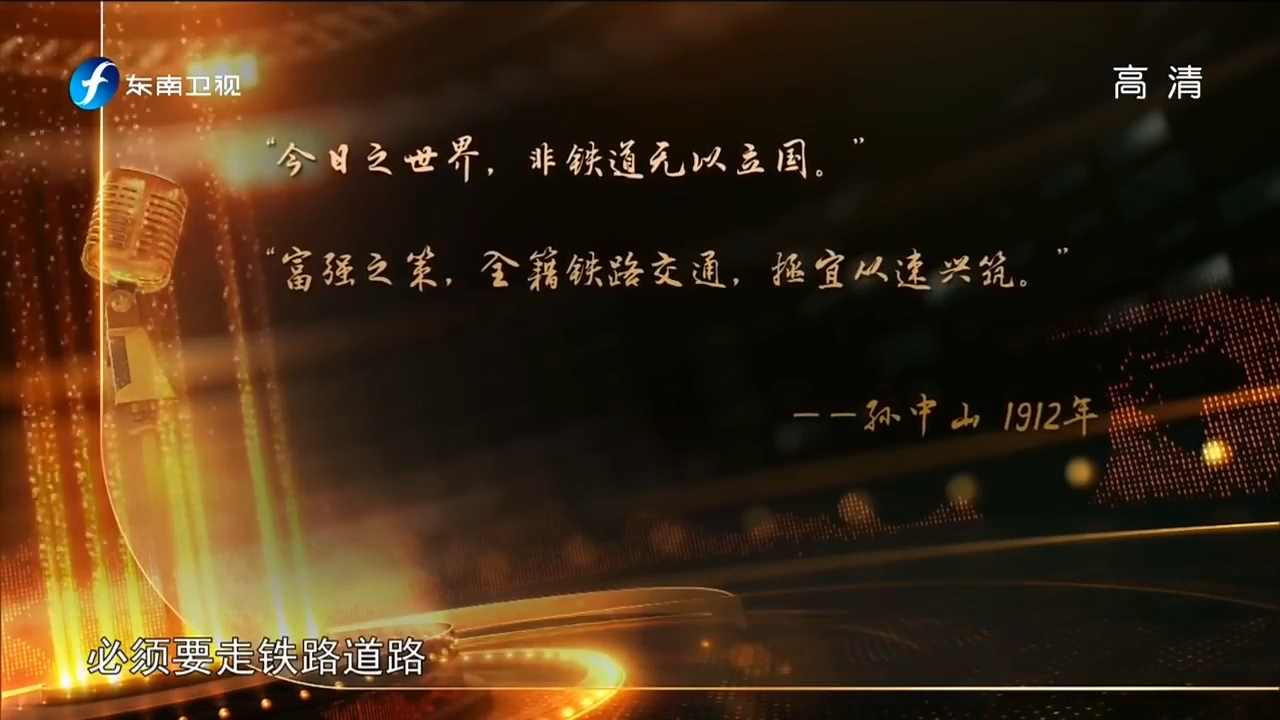 东南卫视
高清
“今日之世界，非铁道无以立国。”
“富强之策，全籍铁路交通，拯宜从速兴筑。”
——孙中山 1912年
必须要走铁路道路